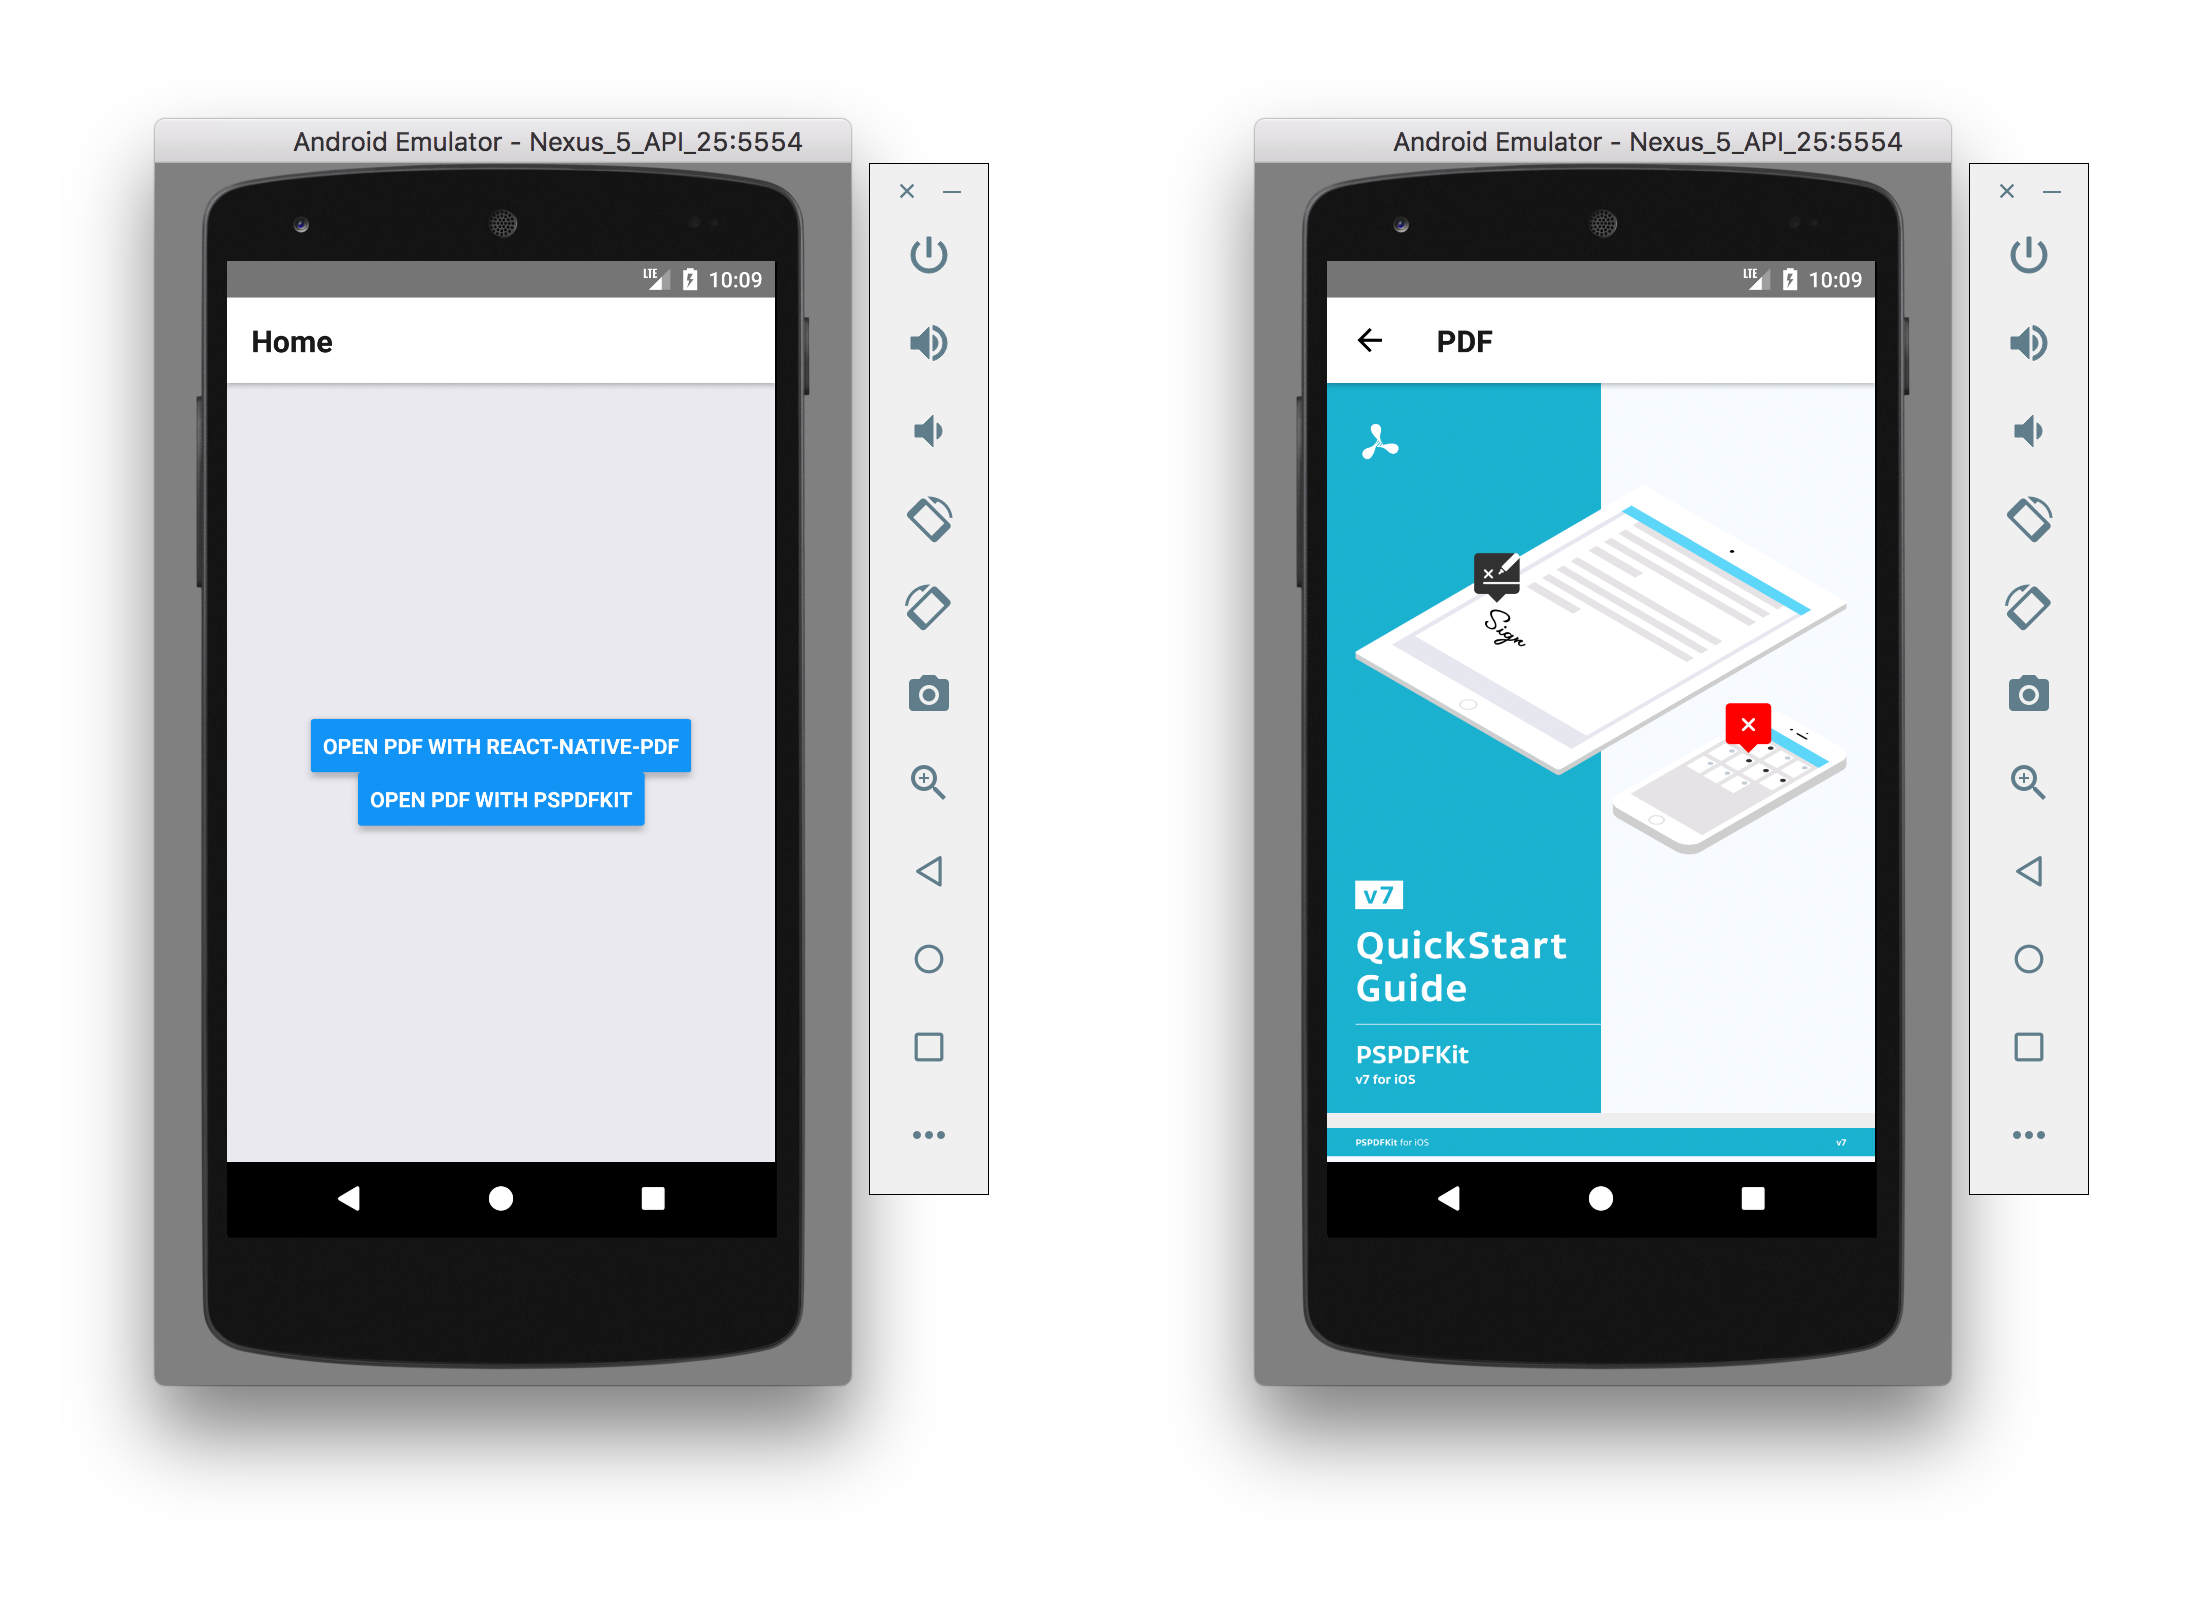 Android Emulator - Nexus_5_API_25:5554
LTE 10:09
Home
OPEN PDF WITH REACT-NATIVE-PDF
OPEN PDF WITH PSPDFKIT
Android Emulator - Nexus_5_API_25:5554
LTE 10:09
PDF
Sign
v7
QuickStart
Guide
PSPDFKit
v7 for iOS
PSPDFKit for iOS v7